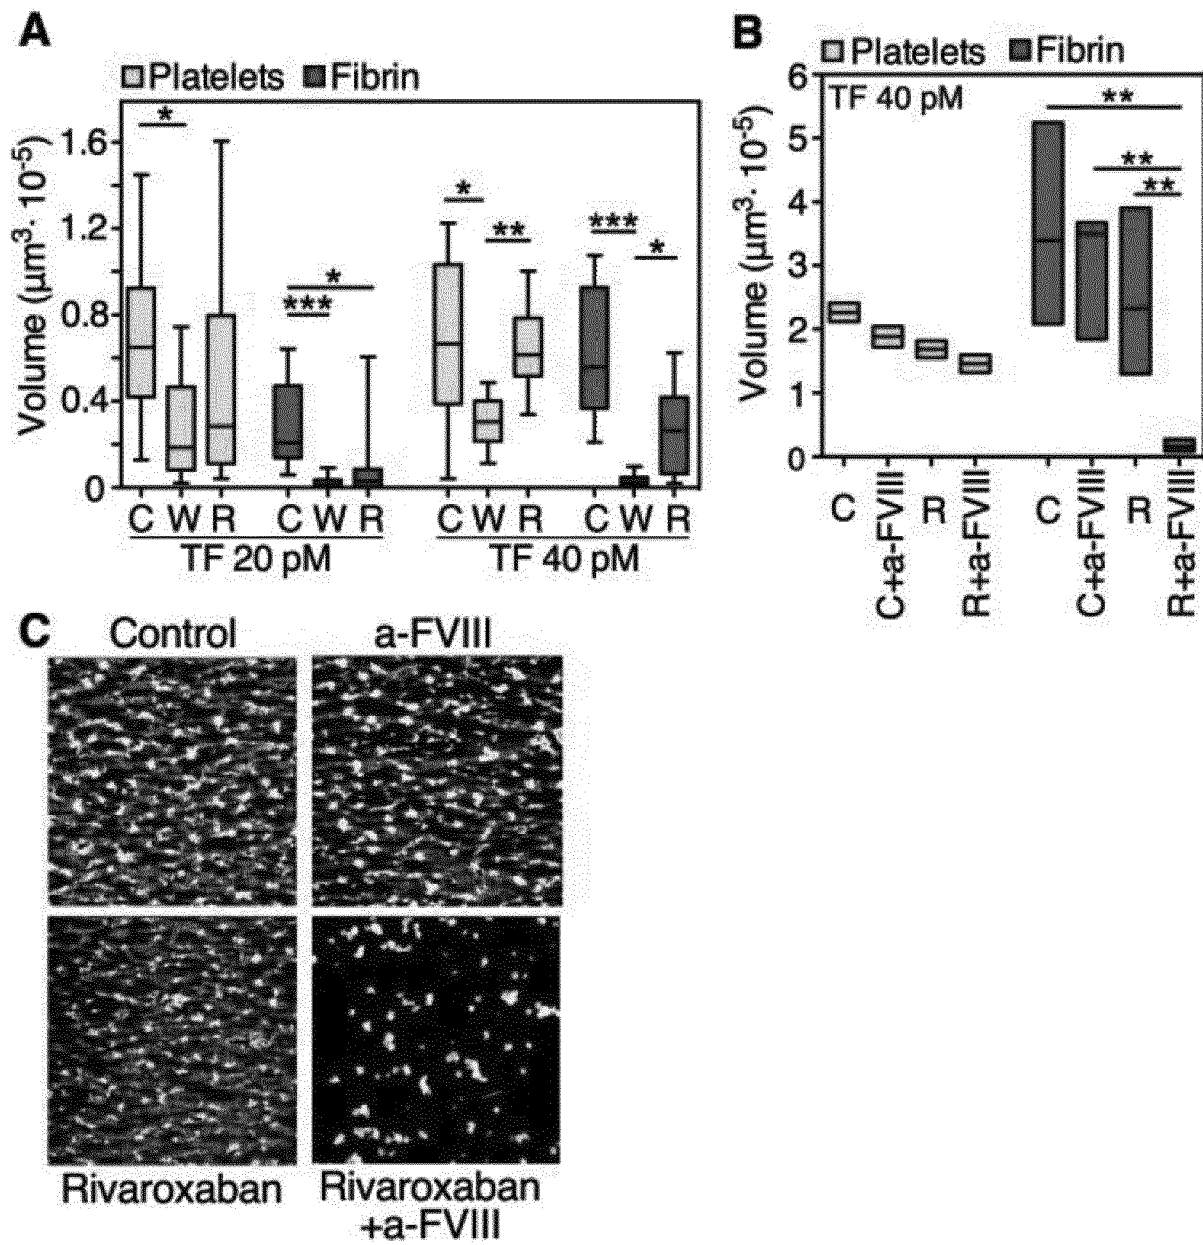 A
Platelets Fibrin
Volume (µm³· 10⁻⁵)
1.6
1.2
0.8
0.4
0
* * *** * ** *** *
C W R C W R C W R C W R
TF 20 pM TF 40 pM
B
Platelets Fibrin
TF 40 pM
Volume (µm³· 10⁻⁵)
6
5
4
3
2
1
0
**
**
**
C C+a-FVIII R R+a-FVIII C C+a-FVIII R R+a-FVIII
C
Control a-FVIII
Rivaroxaban Rivaroxaban
+a-FVIII